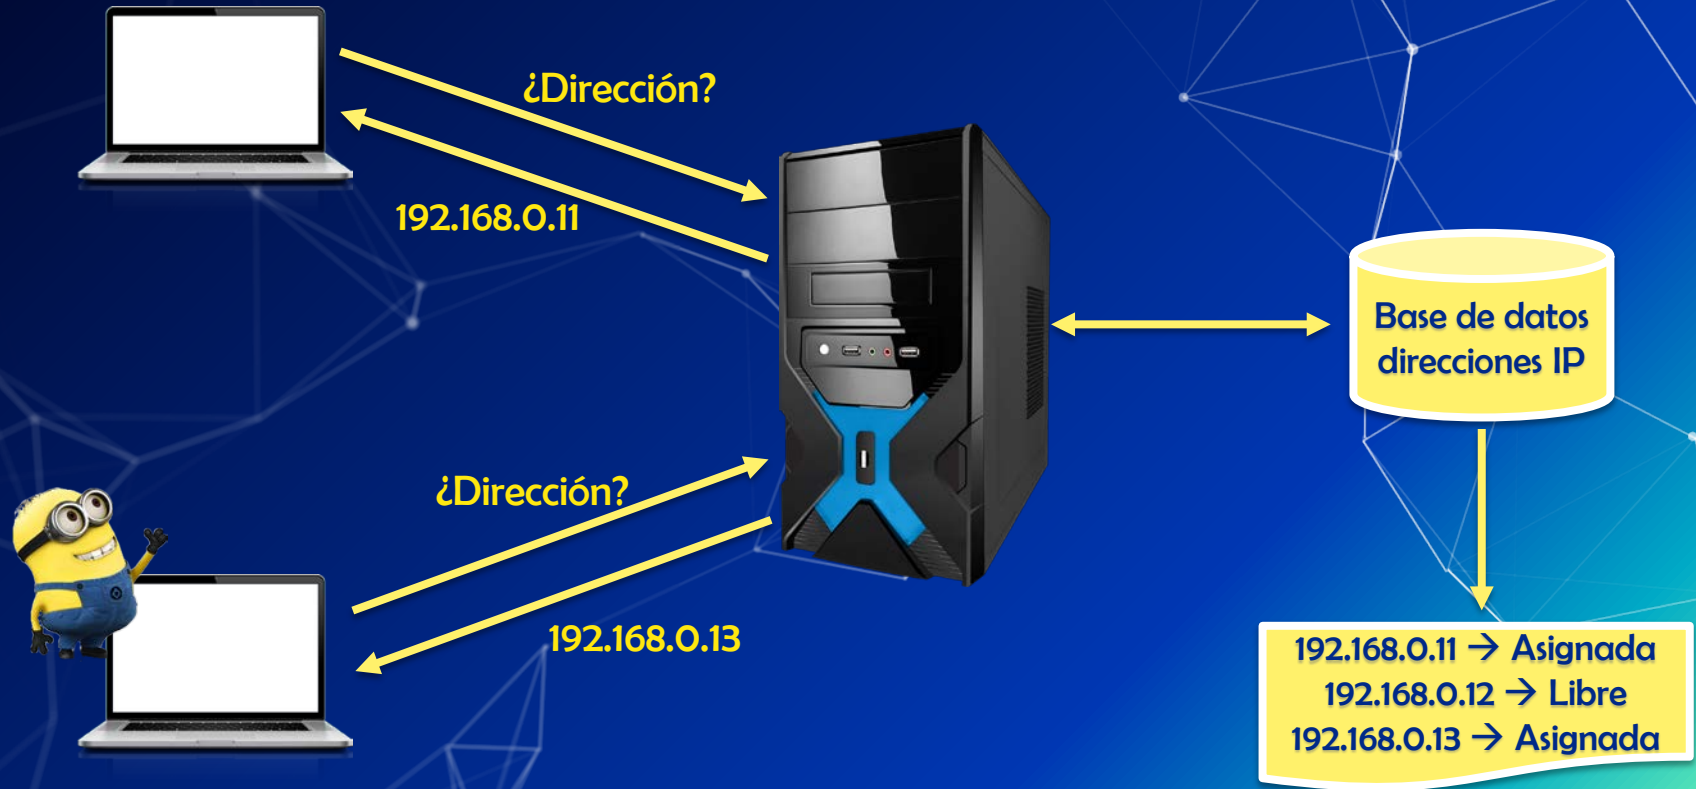 ¿Dirección?
192.168.0.11
Base de datos
direcciones IP
¿Dirección?
192.168.0.13
192.168.0.11 → Asignada
192.168.0.12 → Libre
192.168.0.13 → Asignada